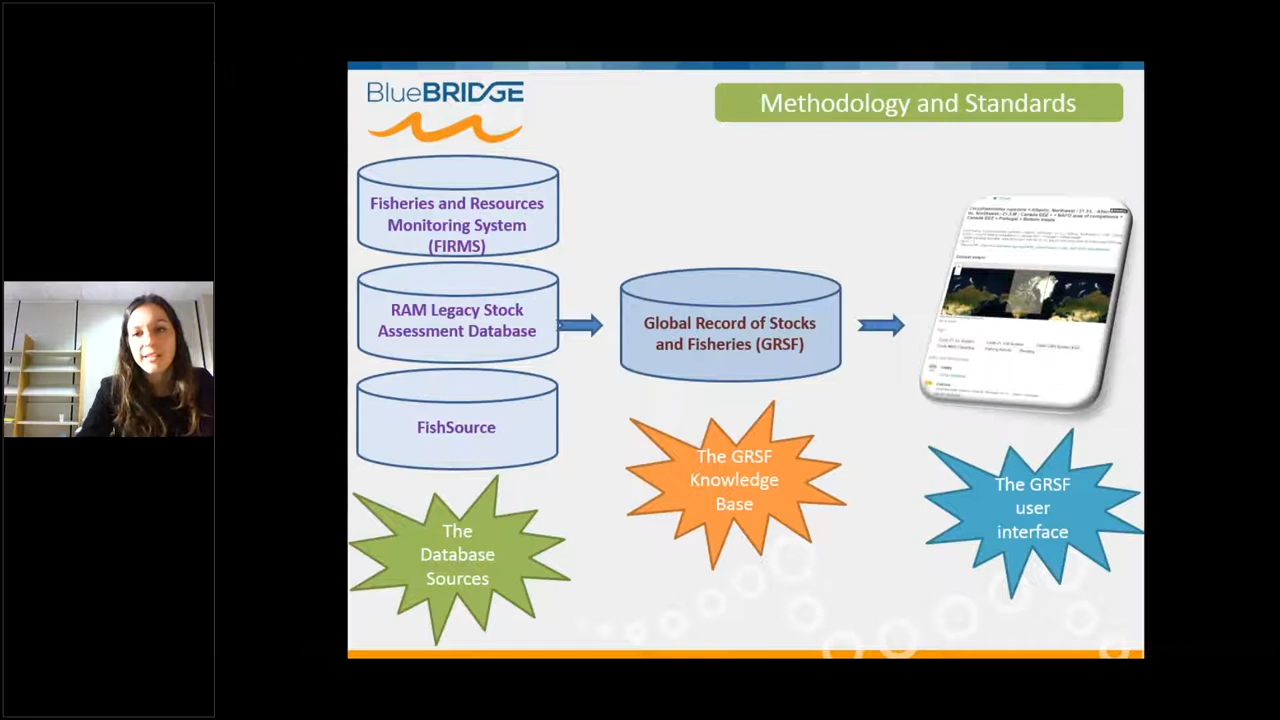 BlueBRIDGE
Methodology and Standards
Fisheries and Resources
Monitoring System
(FIRMS)
RAM Legacy Stock
Assessment Database
FishSource
Global Record of Stocks
and Fisheries (GRSF)
The
Database
Sources
The GRSF
Knowledge
Base
The GRSF
user
interface